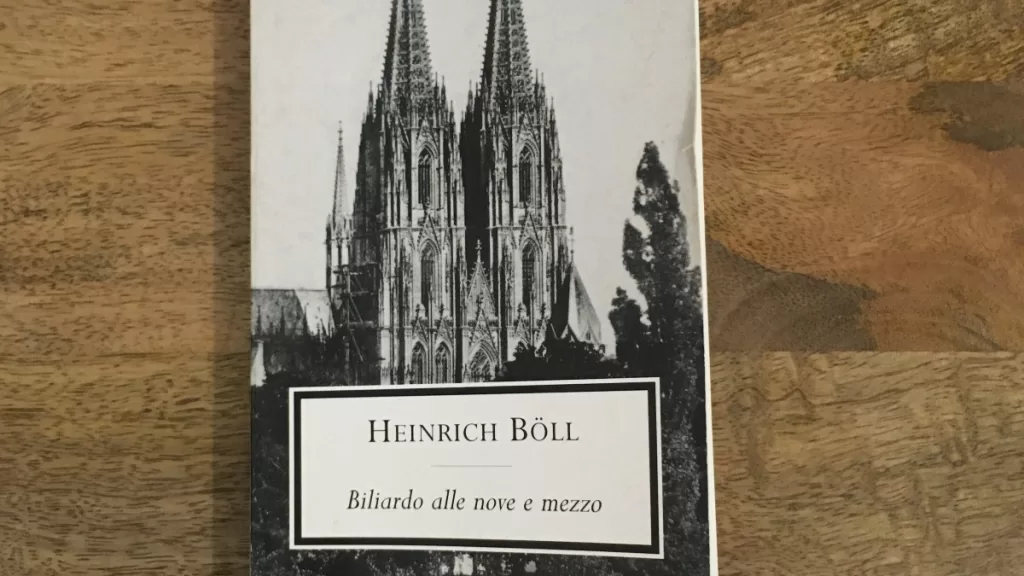 Heinrich Böll
Biliardo alle nove e mezzo